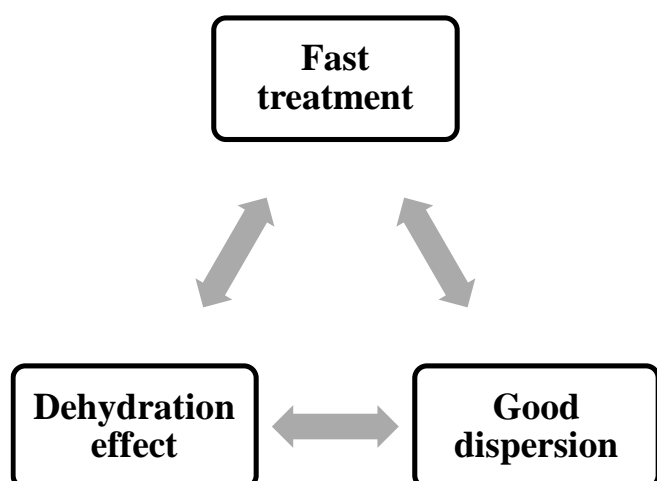 Fast
treatment
Dehydration
effect
Good
dispersion